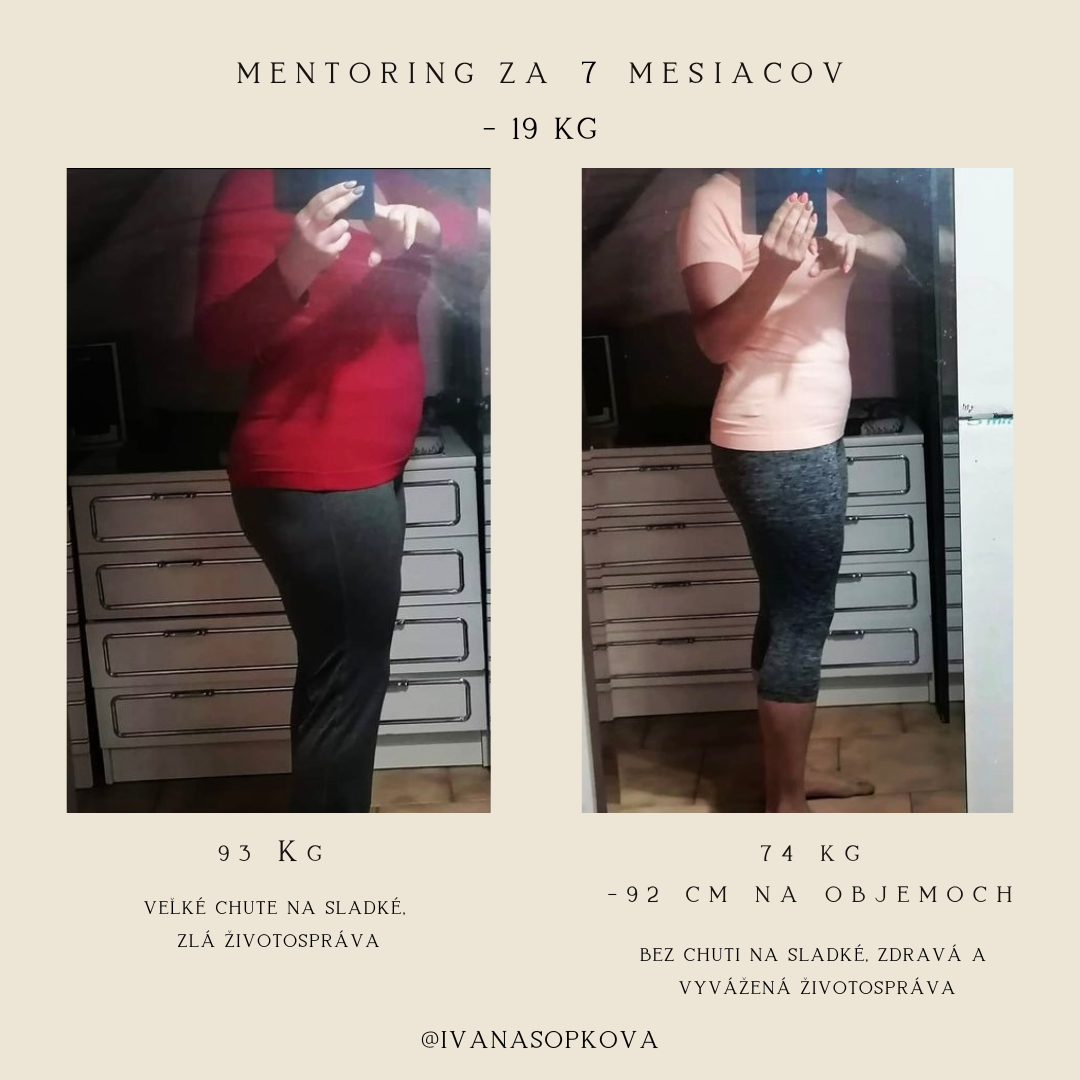 MENTORING ZA 7 MESIACOV
- 19 KG
93 KG
VEĽKÉ CHUTE NA SLADKÉ,
ZLÁ ŽIVOTOSPRÁVA
74 KG
-92 CM NA OBJEMOCH
BEZ CHUTI NA SLADKÉ, ZDRAVÁ A
VYVÁŽENÁ ŽIVOTOSPRÁVA
@IVANASOPKOVA